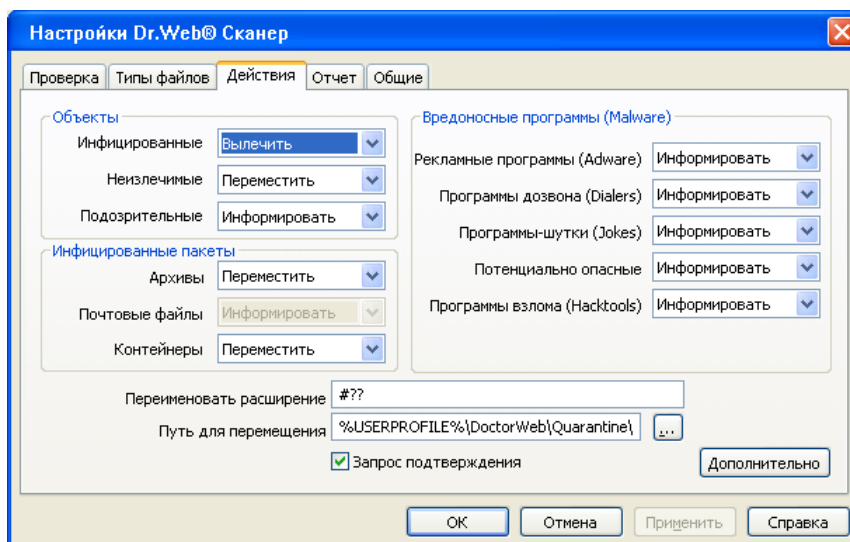 Настройки Dr.Web® Сканер
Проверка Типы файлов Действия Отчет Общие
Объекты
Инфицированные Вылечить
Неизлечимые Переместить
Подозрительные Информировать
Инфицированные пакеты
Архивы Переместить
Почтовые файлы Информировать
Контейнеры Переместить
Вредоносные программы (Malware)
Рекламные программы (Adware) Информировать
Программы дозвона (Dialers) Информировать
Программы-шутки (Jokes) Информировать
Потенциально опасные Информировать
Программы взлома (Hacktools) Информировать
Переименовать расширение #??
Путь для перемещения %USERPROFILE%\DoctorWeb\Quarantine\ ...
Запрос подтверждения
Дополнительно
ОК Отмена Применить Справка